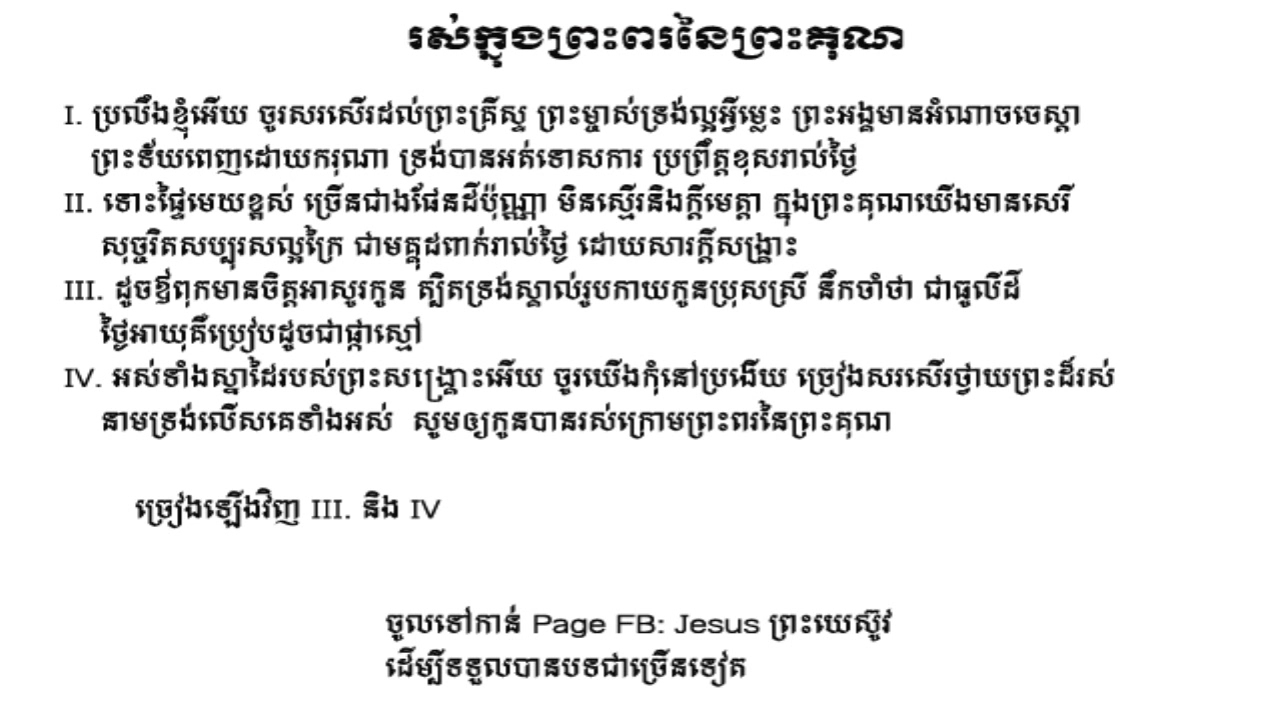 រស់ក្នុងព្រះពរនៃព្រះគុណ
I. ប្រលឹងខ្ញុំអើយ ចូរសរសើរដល់ព្រះគ្រីស្ទ ព្រះម្ចាស់ទ្រង់ល្អអ្វីម្លេះ ព្រះអង្គមានអំណាចចេស្តា
ព្រះទ័យពេញដោយករុណា ទ្រង់បានអត់ទោសការ ប្រព្រឹត្តខុសរាល់ថ្ងៃ
II. ទោះផ្ទៃមេឃខ្ពស់ ច្រើនជាងផែនដីប៉ុណ្ណា មិនស្មើរនិងក្តីមេត្តា ក្នុងព្រះគុណយើងមានសេរី
សុច្ចរិតសប្បុរសល្អក្រៃ ជាមគ្គុដពាក់រាល់ថ្ងៃ ដោយសារក្តីសង្គ្រោះ
III. ដូចឪពុកមានចិត្តអាសូរកូន ត្បិតទ្រង់ស្គាល់រូបកាយកូនប្រុសស្រី នឹកចាំថា ជាធូលីដី
ថ្ងៃអាយុគឺប្រៀបដូចជាផ្កាស្មៅ
IV. អស់ទាំងស្នាដៃរបស់ព្រះសង្គ្រោះអើយ ចូរយើងកុំនៅប្រងើយ ច្រៀងសរសើរថ្វាយព្រះដ៏រស់
នាមទ្រង់លើសគេទាំងអស់ សូមឲ្យកូនបានរស់ក្រោមព្រះពរនៃព្រះគុណ
ច្រៀងឡើងវិញ III. និង IV
ចូលទៅកាន់ Page FB: Jesus ព្រះយេស៊ូវ
ដើម្បីទទួលបានបទជាច្រើនទៀត